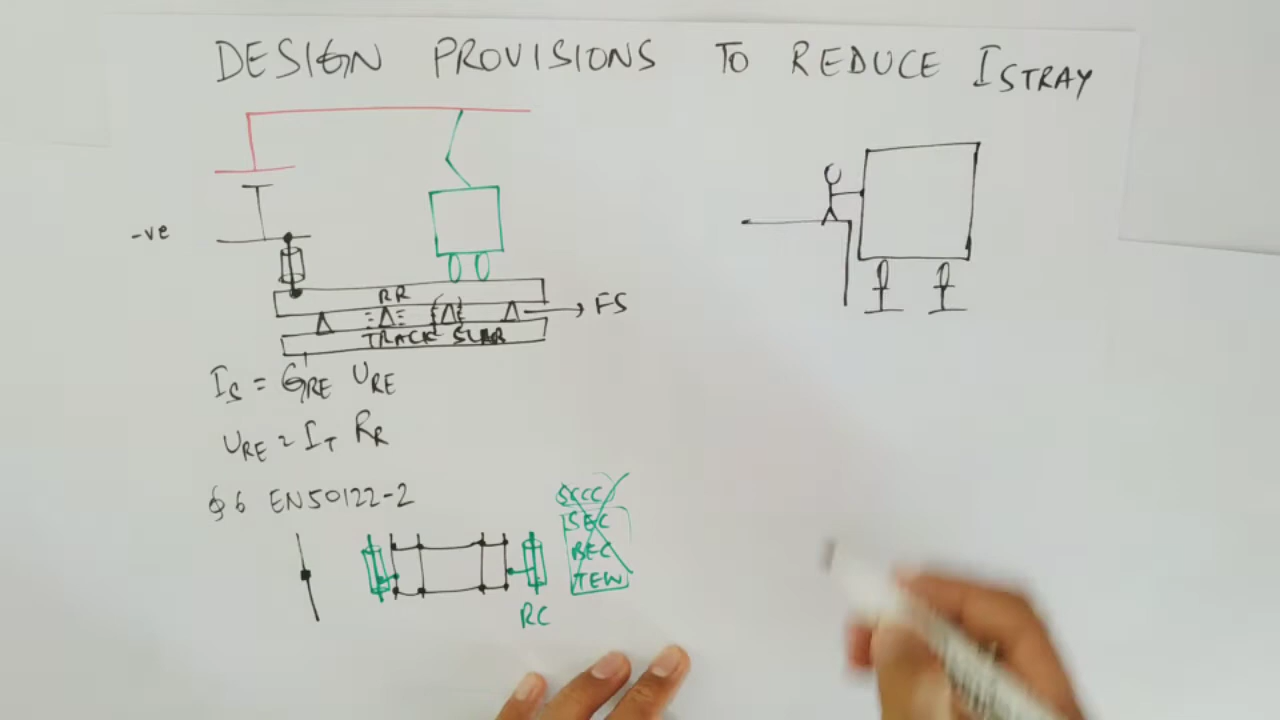 DESIGN PROVISIONS TO REDUCE ISTRAY
-ve
RR
FS
TRACK SLAB
IS = GRE URE
URE = IT RR
§ 6 EN50122-2
SCCC
SEC
BEC
TEW
RC